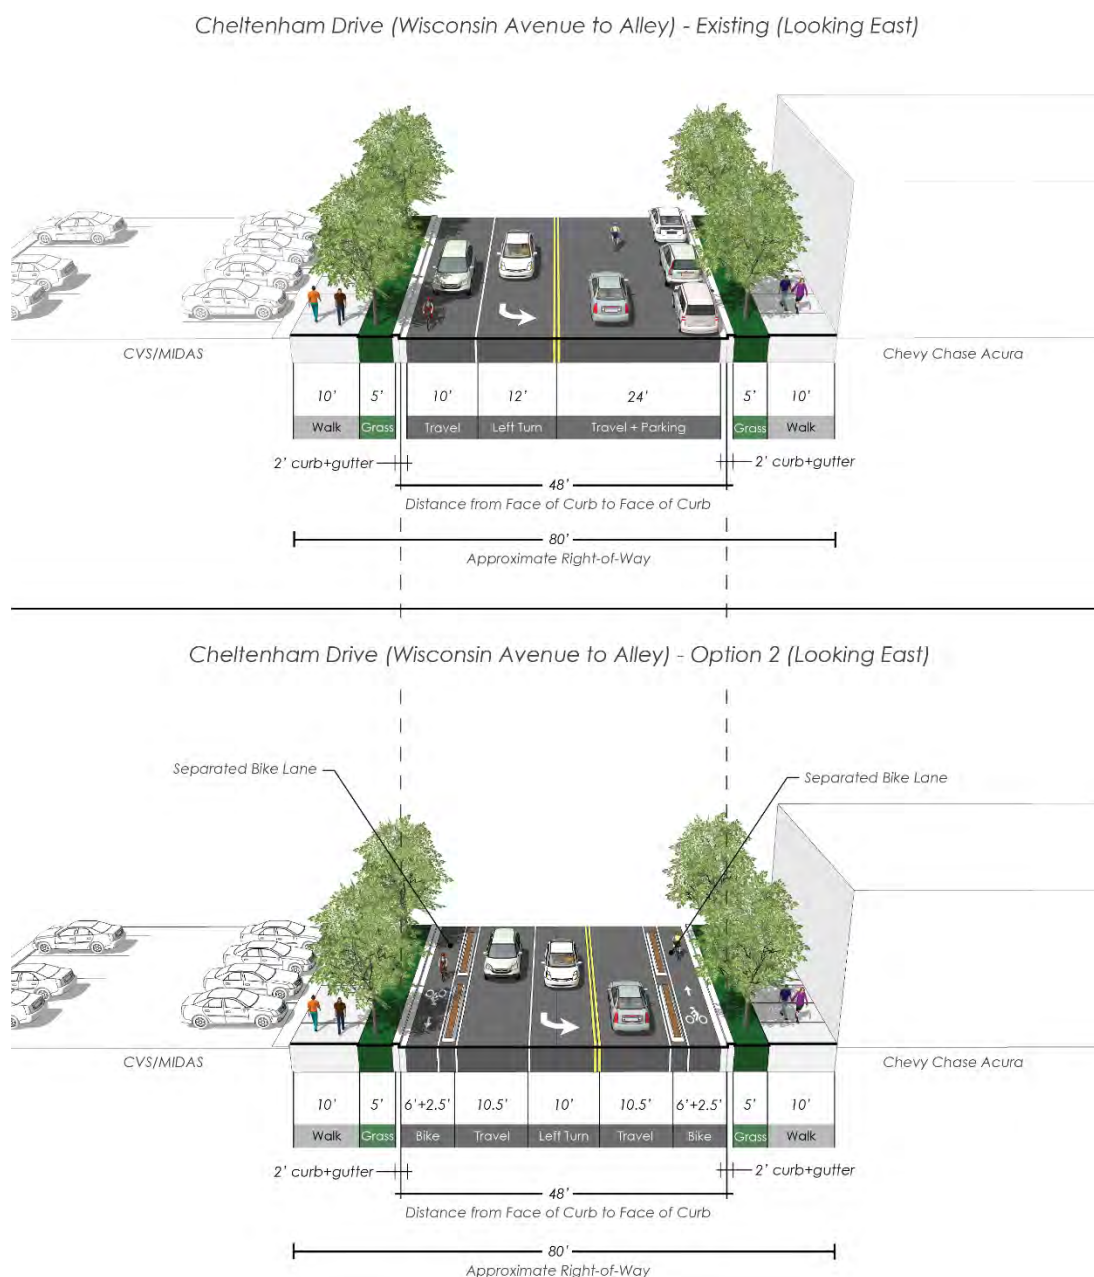 Cheltenham Drive (Wisconsin Avenue to Alley) - Existing (Looking East)
CVS/MIDAS
Chevy Chase Acura
10' 5' 10' 12' 24' 5' 10'
Walk Grass Travel Left Turn Travel + Parking Grass Walk
2' curb+gutter 2' curb+gutter
48'
Distance from Face of Curb to Face of Curb
80'
Approximate Right-of-Way
Cheltenham Drive (Wisconsin Avenue to Alley) - Option 2 (Looking East)
Separated Bike Lane
Separated Bike Lane
CVS/MIDAS
Chevy Chase Acura
10' 5' 6'+2.5' 10.5' 10' 10.5' 6'+2.5' 5' 10'
Walk Grass Bike Travel Left Turn Travel Bike Grass Walk
2' curb+gutter 2' curb+gutter
48'
Distance from Face of Curb to Face of Curb
80'
Approximate Right-of-Way